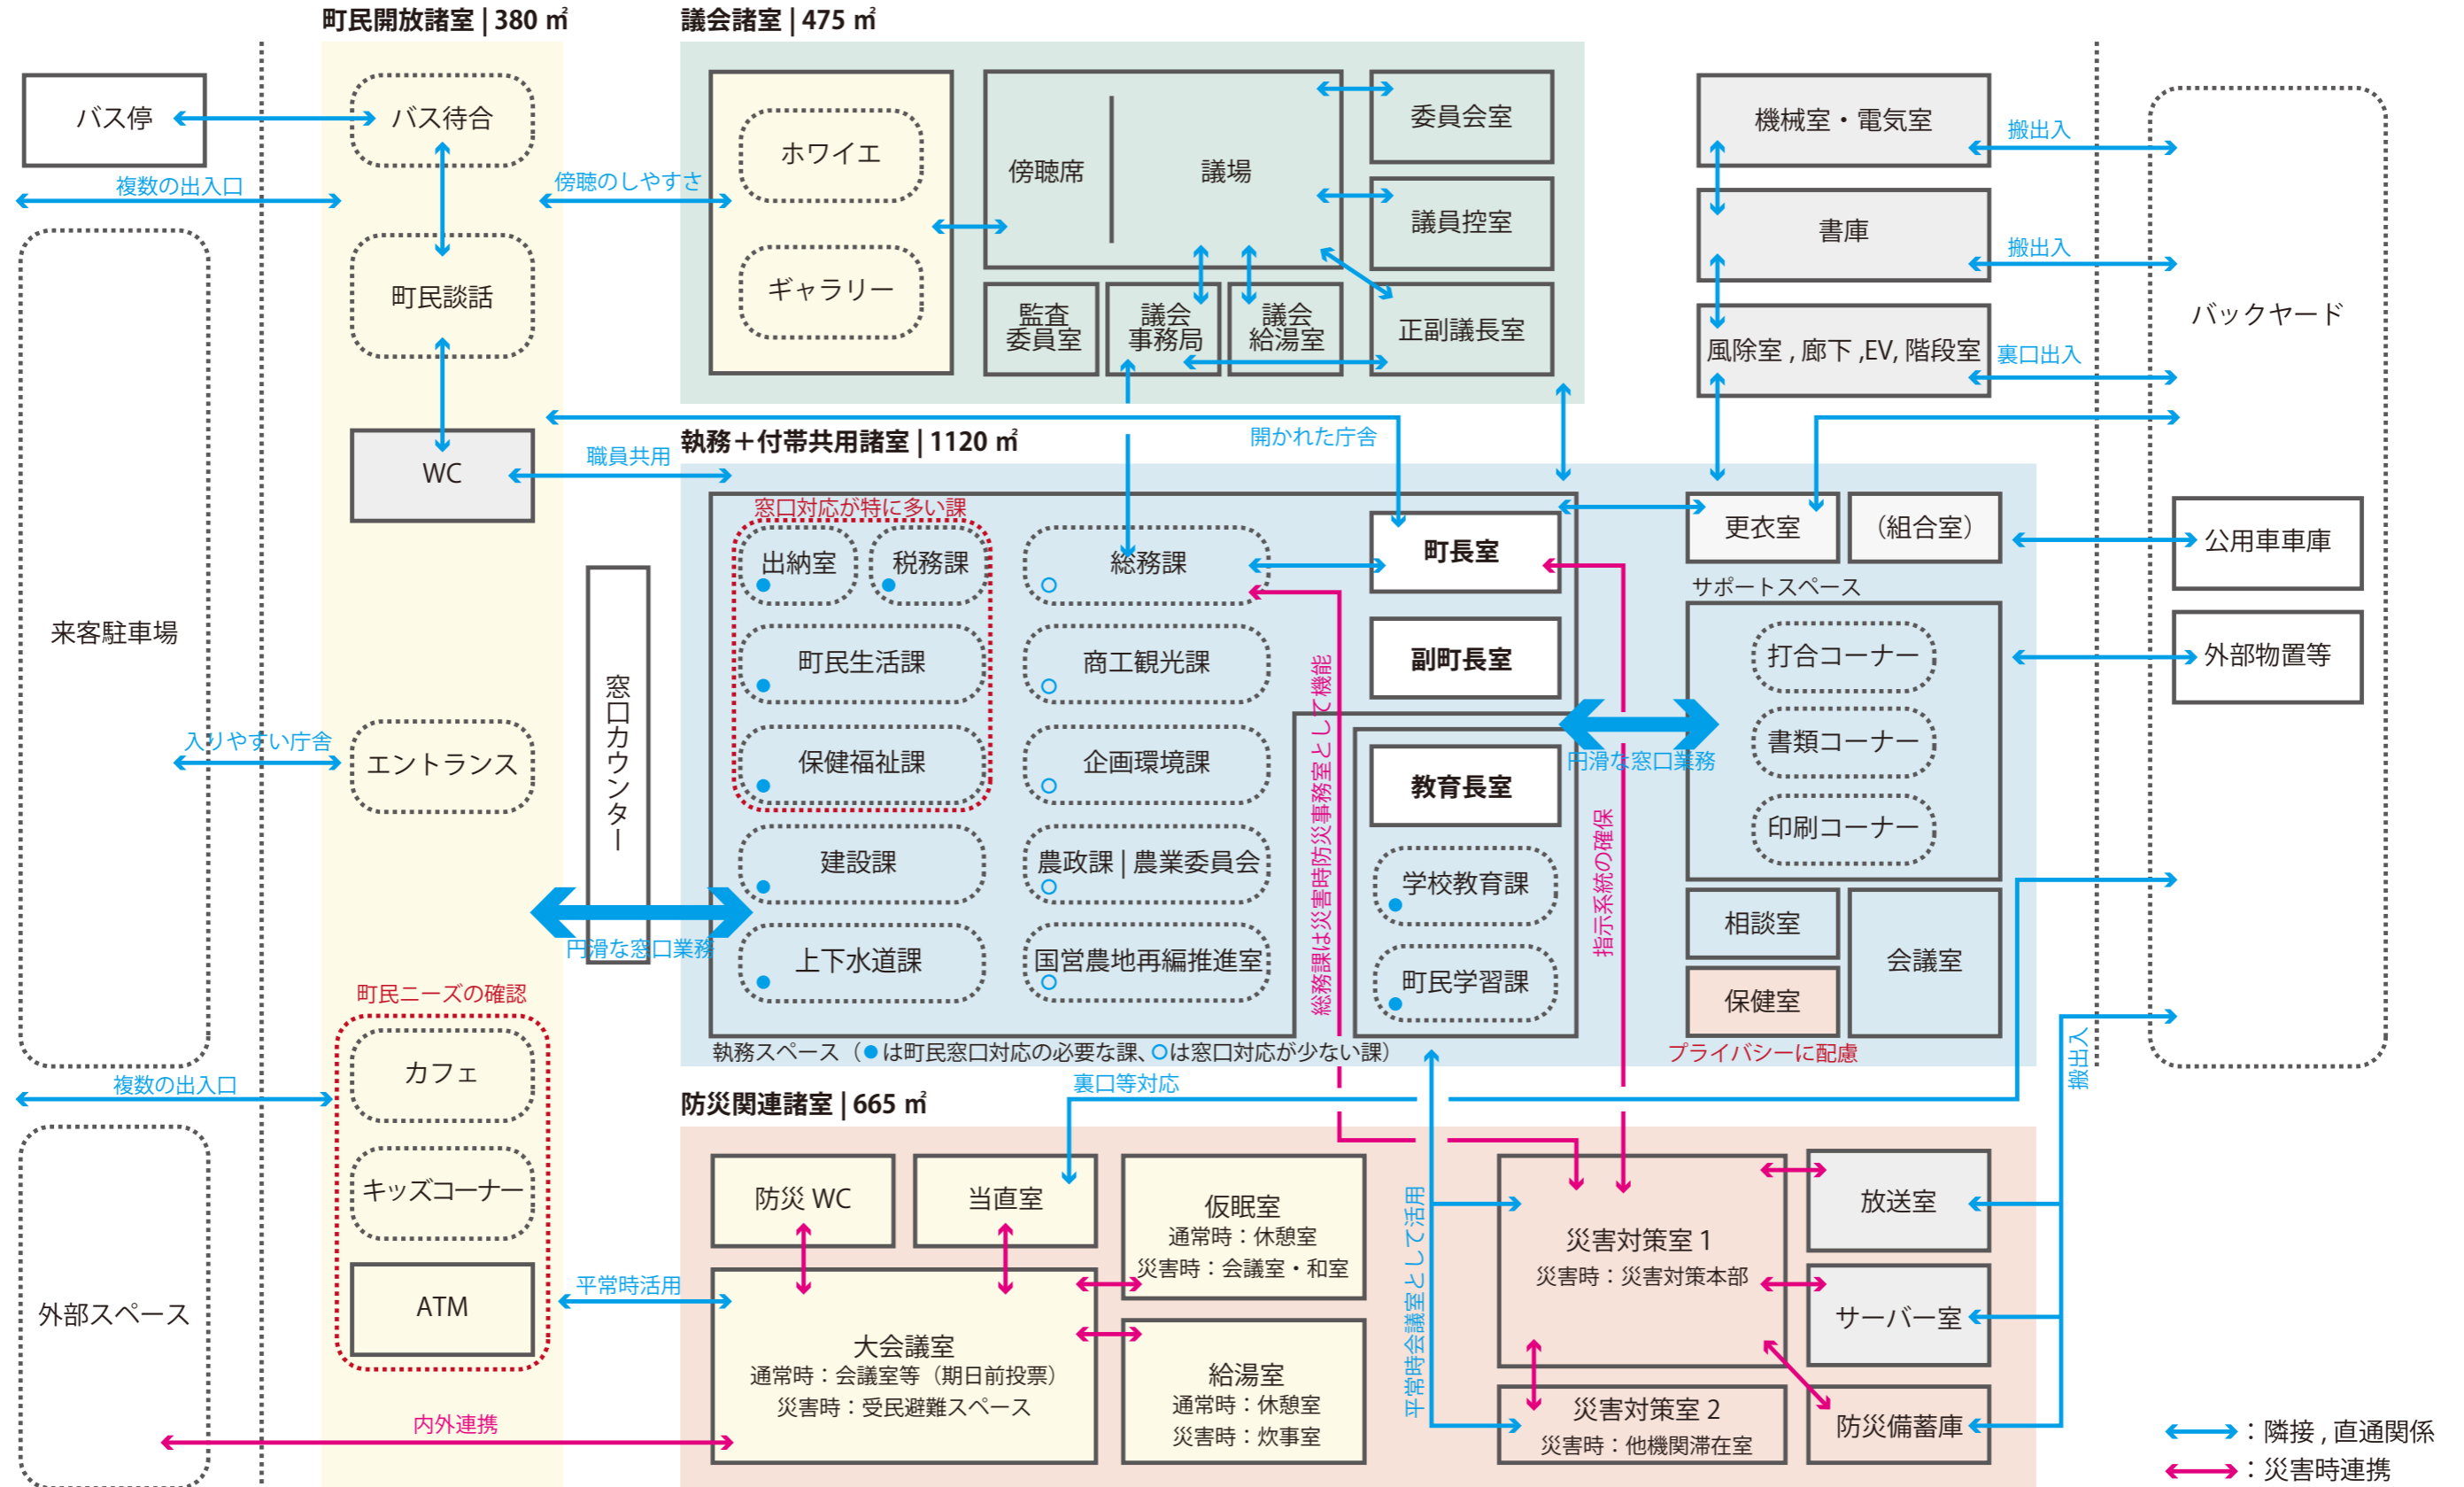 町民開放諸室 | 380 ㎡
議会諸室 | 475 ㎡
バス停
バス待合
複数の出入口
傍聴のしやすさ
町民談話
WC
職員共用
ホワイエ
ギャラリー
傍聴席
議場
委員会室
議員控室
監査
委員室
議会
事務局
議会
給湯室
正副議長室
機械室・電気室
搬出入
書庫
搬出入
風除室 , 廊下 ,EV, 階段室
裏口出入
バックヤード
執務＋付帯共用諸室 | 1120 ㎡
開かれた庁舎
来客駐車場
入りやすい庁舎
エントランス
窓口カウンター
円滑な窓口業務
窓口対応が特に多い課
出納室
税務課
町民生活課
保健福祉課
建設課
上下水道課
総務課
商工観光課
企画環境課
農政課 | 農業委員会
国営農地再編推進室
町長室
副町長室
教育長室
学校教育課
町民学習課
総務課は災害時防災事務室として機能
指示系統の確保
円滑な窓口業務
更衣室
（組合室）
サポートスペース
打合コーナー
書類コーナー
印刷コーナー
相談室
保健室
会議室
プライバシーに配慮
公用車車庫
外部物置等
執務スペース（●は町民窓口対応の必要な課、○は窓口対応が少ない課）
町民ニーズの確認
カフェ
キッズコーナー
ATM
複数の出入口
外部スペース
平常時活用
内外連携
裏口等対応
搬出入
防災関連諸室 | 665 ㎡
防災 WC
当直室
仮眠室
通常時：休憩室
災害時：会議室・和室
大会議室
通常時：会議室等（期日前投票）
災害時：受民避難スペース
給湯室
通常時：休憩室
災害時：炊事室
平常時会議室として活用
災害対策室 1
災害時：災害対策本部
災害対策室 2
災害時：他機関滞在室
放送室
サーバー室
防災備蓄庫
：隣接 , 直通関係
：災害時連携